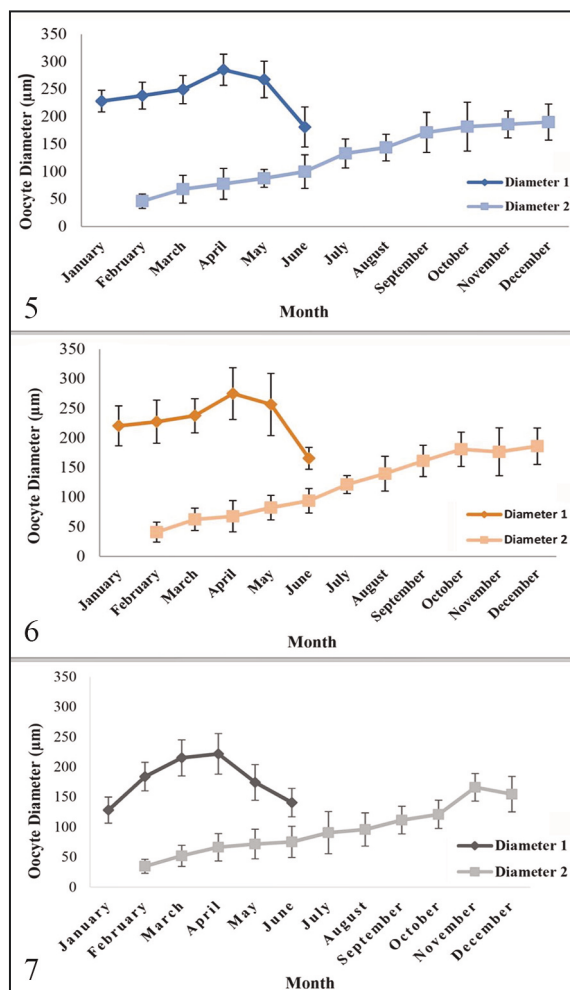 350
300
250
200
150
100
50
0
Oocyte Diameter (μm)
Diameter 1
Diameter 2
January
February
March
April
May
June
July
August
September
October
November
December
Month
5
350
300
250
200
150
100
50
0
Oocyte Diameter (μm)
Diameter 1
Diameter 2
January
February
March
April
May
June
July
August
September
October
November
December
Month
6
350
300
250
200
150
100
50
0
Oocyte Diameter (μm)
Diameter 1
Diameter 2
January
February
March
April
May
June
July
August
September
October
November
December
Month
7